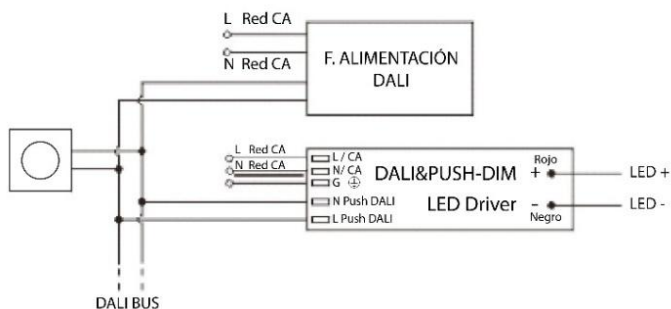 L Red CA
N Red CA
F. ALIMENTACIÓN
DALI
L Red CA
N Red CA
L / CA
N/ CA
G
N Push DALI
L Push DALI
DALI&PUSH-DIM
LED Driver
Rojo
+
-
Negro
LED +
LED -
DALI BUS